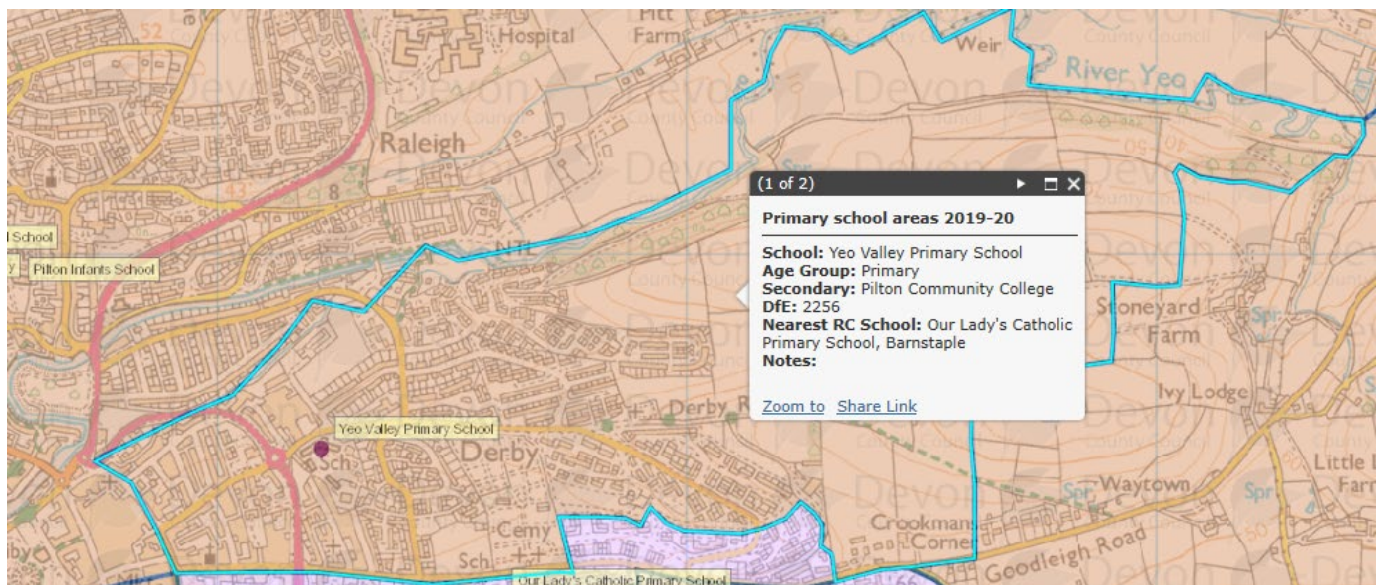 52
Hospital
Pitt
Farm
Weir
River Yeo
Devon
County Council
Raleigh
43
8
50
40
l School
y
Pilton Infants School
NTL
Spr
(1 of 2)
Primary school areas 2019-20
School: Yeo Valley Primary School
Age Group: Primary
Secondary: Pilton Community College
DfE: 2256
Nearest RC School: Our Lady's Catholic
Primary School, Barnstaple
Notes:
Zoom to Share Link
Stoneyard
Farm
Spr
Ivy Lodge
Derby R
Yeo Valley Primary School
Sch
Derby
Waytown
Spr
Spr
Little L
Farm
Cemy
Sch
Crookmans
Corner
Goodleigh Road
Our Lady's Catholic Primary School